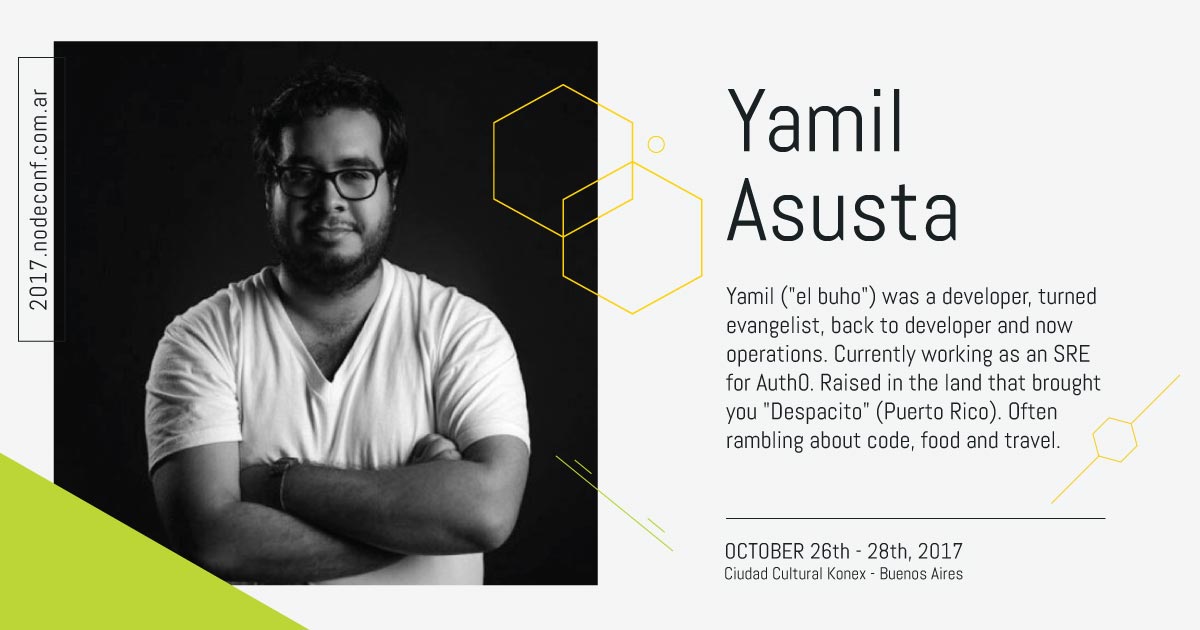 2017.nodeconf.com.ar
Yamil
Asusta
Yamil ("el buho") was a developer, turned
evangelist, back to developer and now
operations. Currently working as an SRE
for Auth0. Raised in the land that brought
you "Despacito" (Puerto Rico). Often
rambling about code, food and travel.
OCTOBER 26th - 28th, 2017
Ciudad Cultural Konex - Buenos Aires